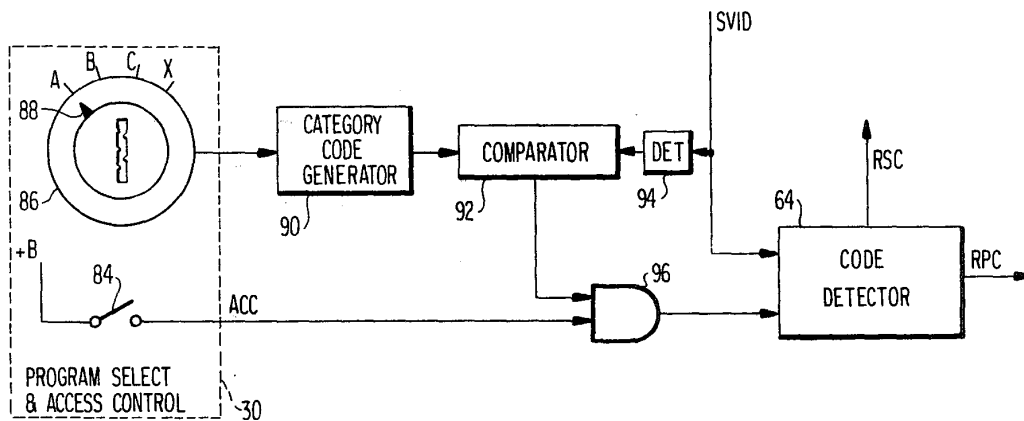 A B C X
88
86
+B
84
ACC
PROGRAM SELECT
& ACCESS CONTROL
30
CATEGORY
CODE
GENERATOR
90
COMPARATOR
92
DET
94
SVID
96
64
CODE
DETECTOR
RSC
RPC